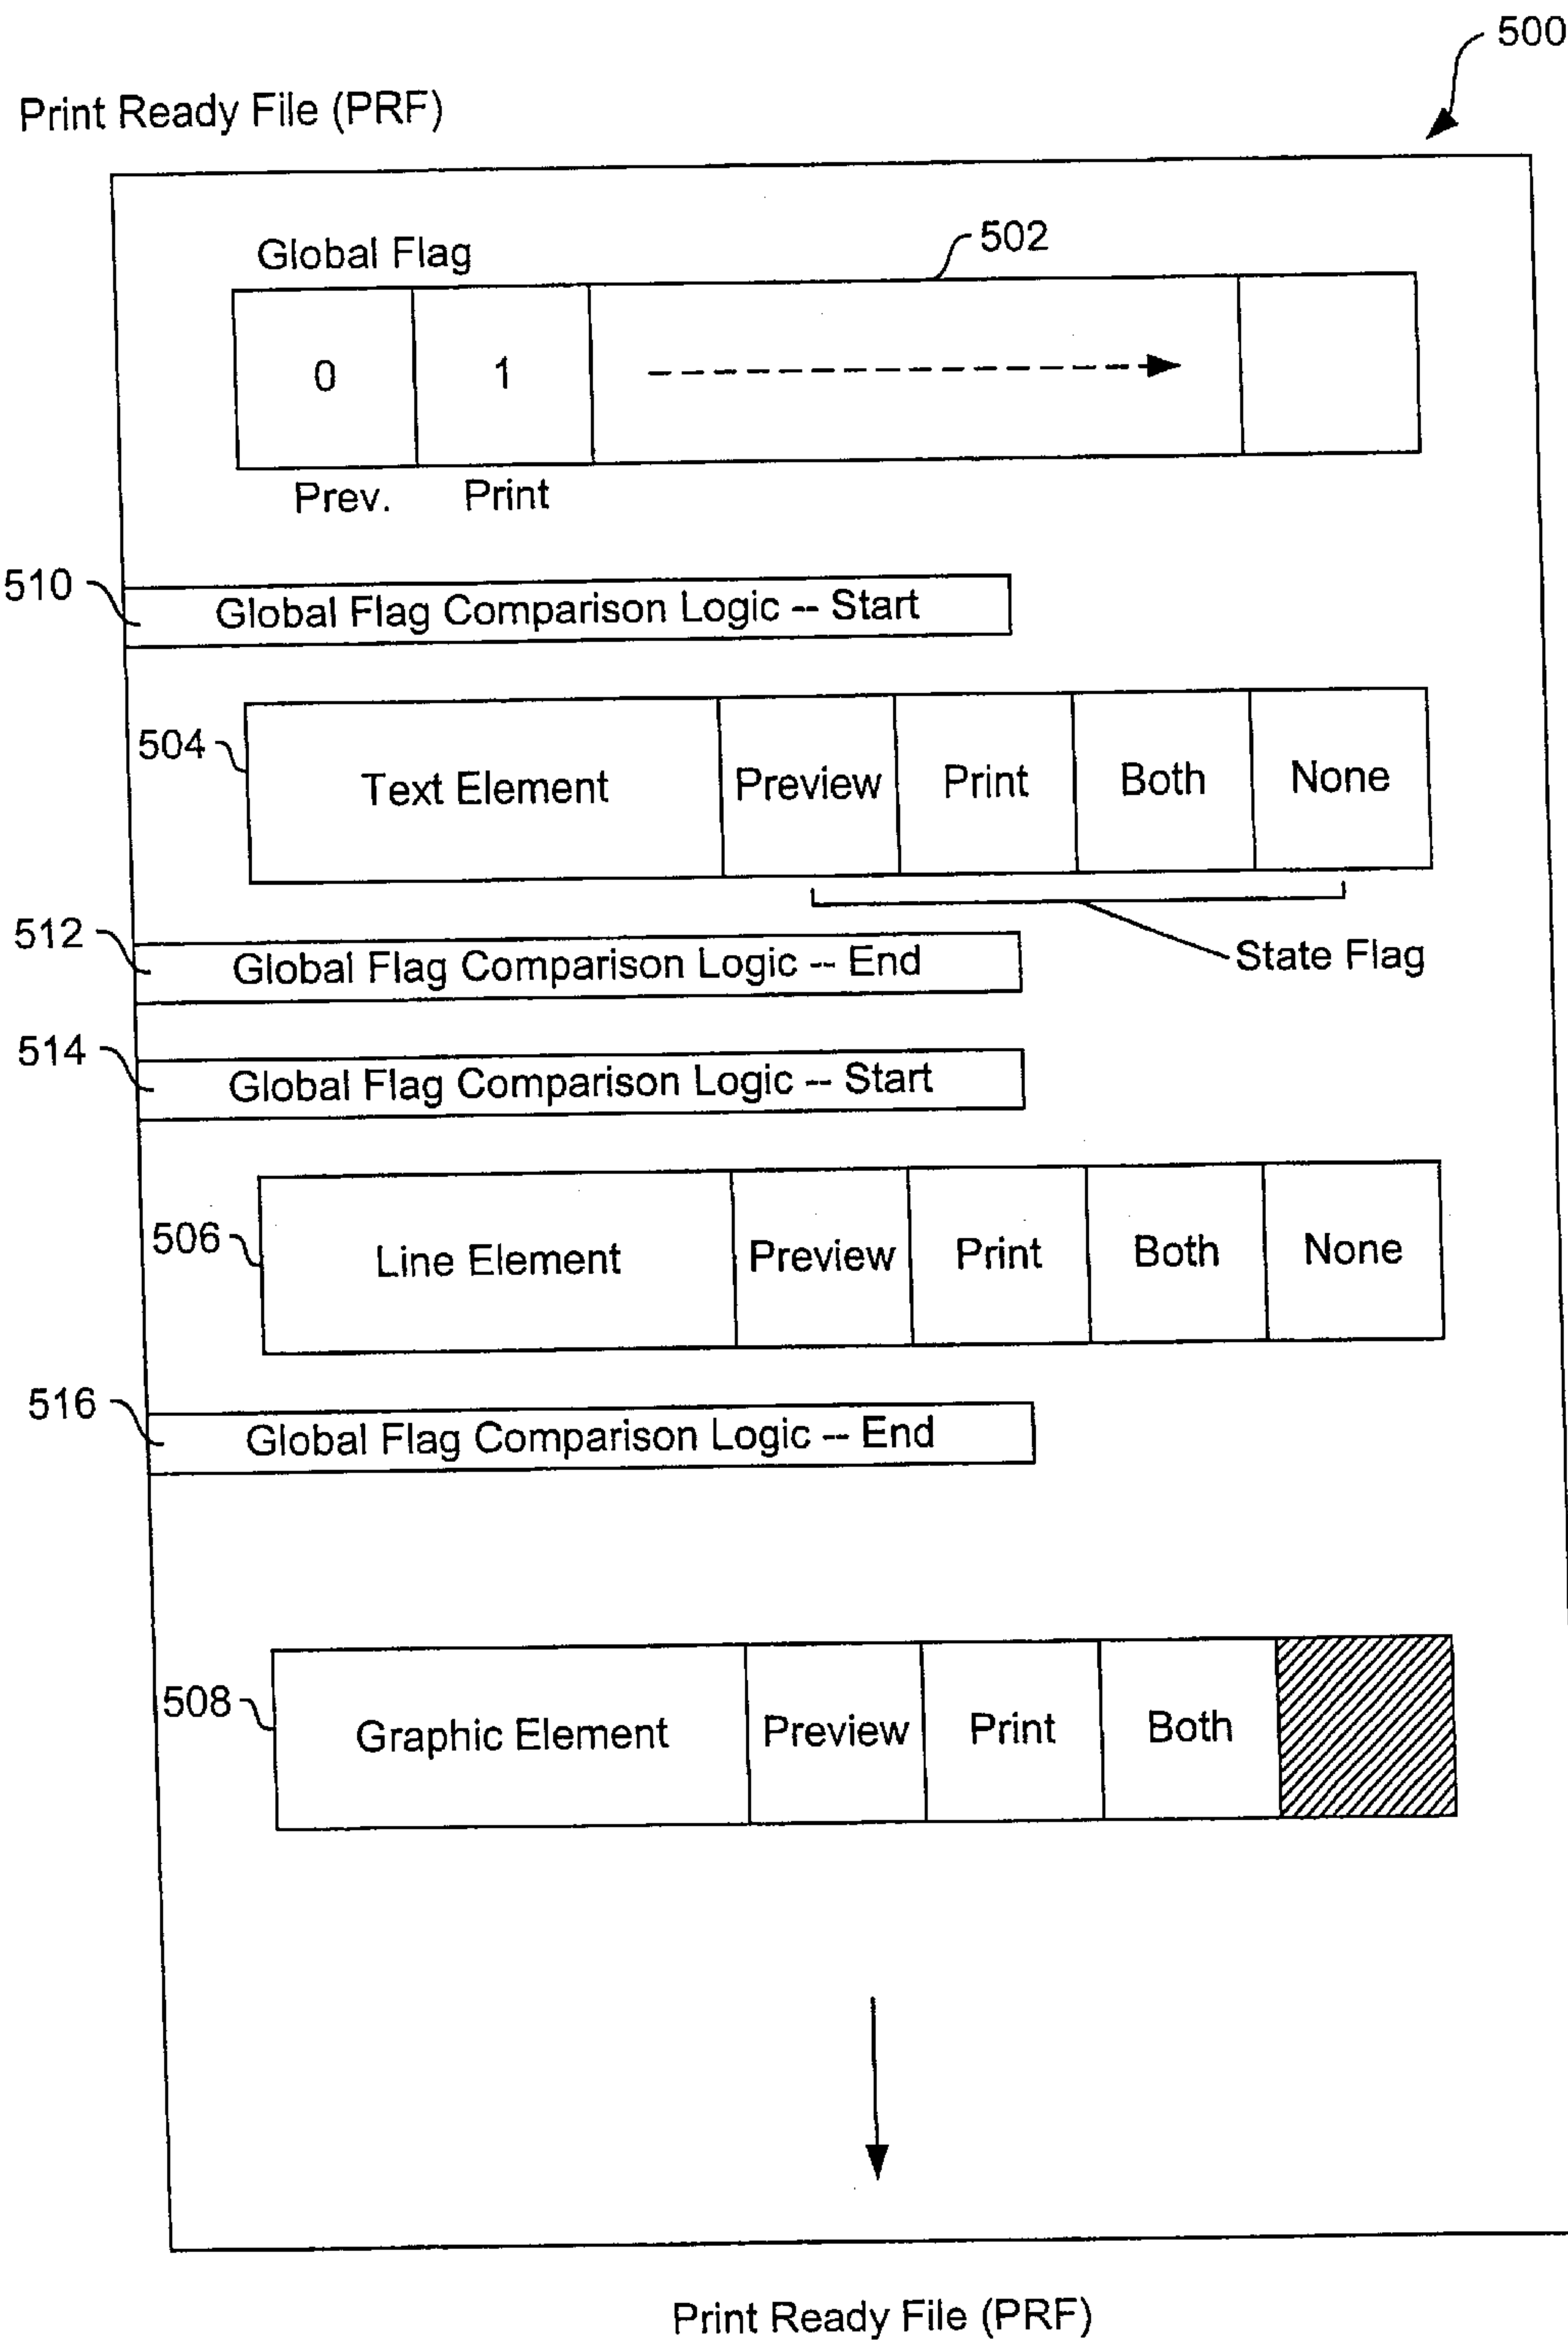 500
Print Ready File (PRF)
Global Flag
502
0 1
Prev. Print
510
Global Flag Comparison Logic -- Start
504
Text Element Preview Print Both None
512
Global Flag Comparison Logic -- End
State Flag
514
Global Flag Comparison Logic -- Start
506
Line Element Preview Print Both None
516
Global Flag Comparison Logic -- End
508
Graphic Element Preview Print Both
Print Ready File (PRF)